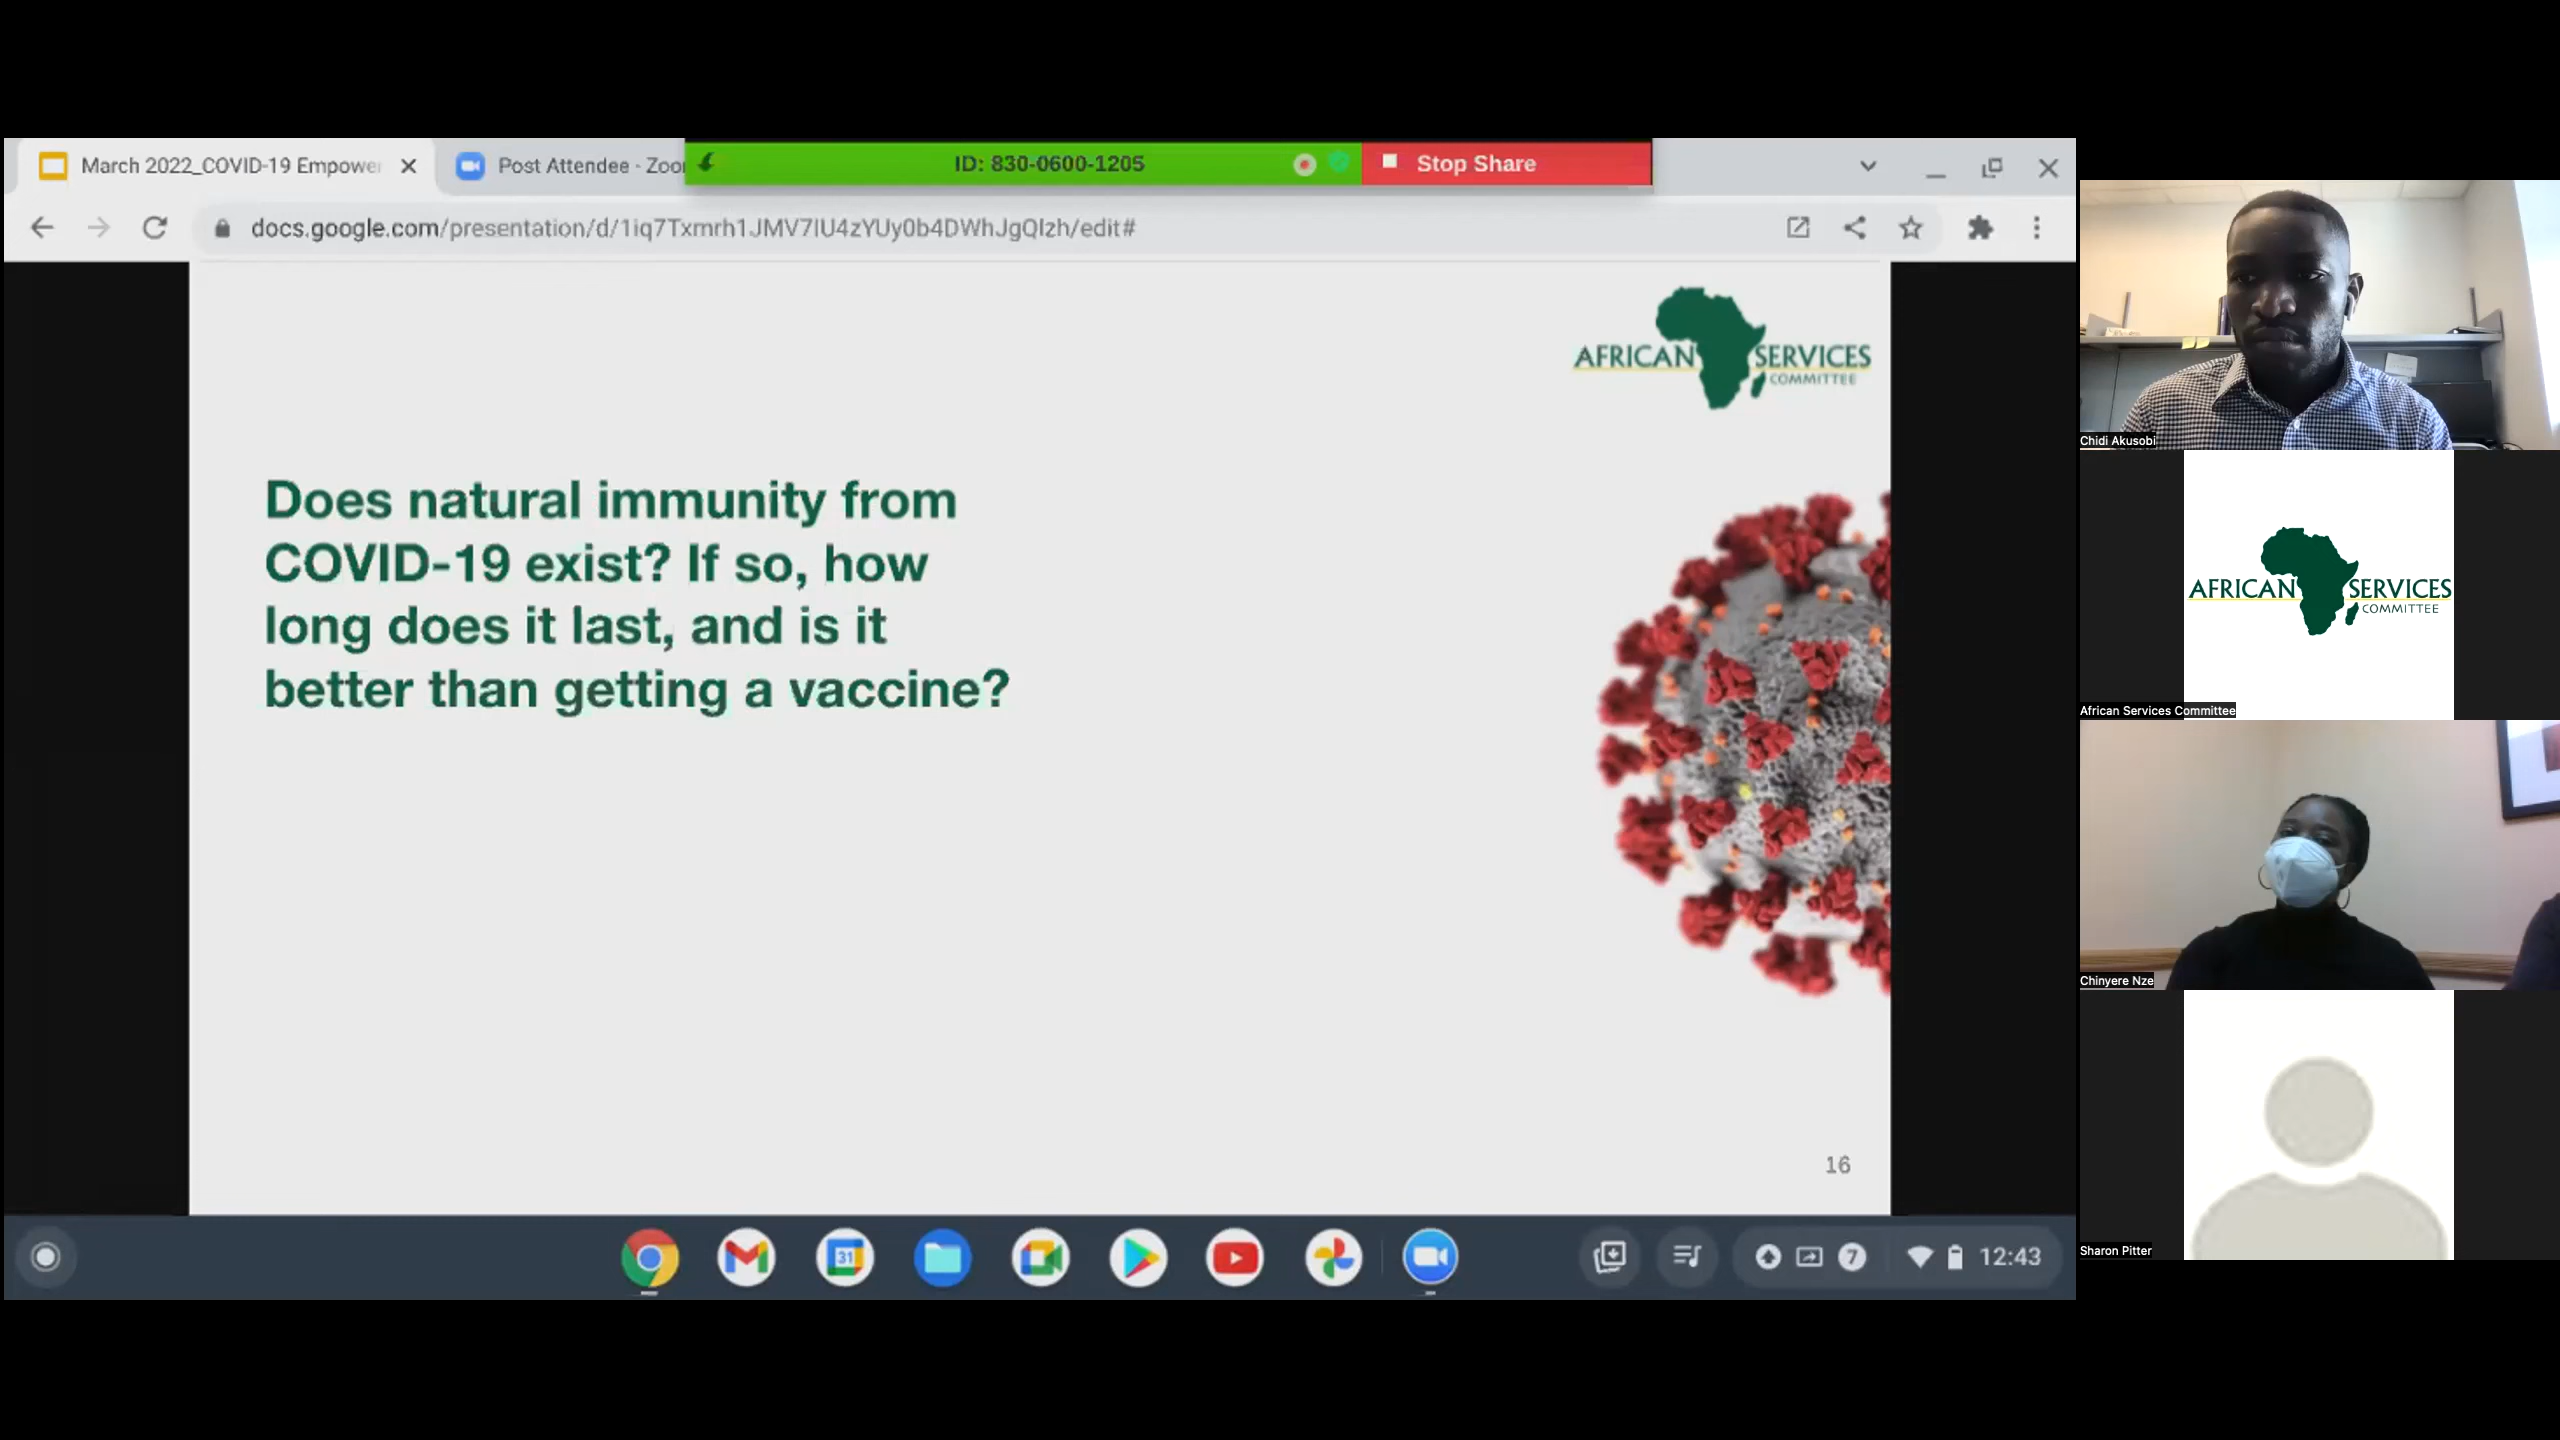 March 2022_COVID-19 Empower
Post Attendee - Zoo
ID: 830-0600-1205
Stop Share
docs.google.com/presentation/d/1iq7Txmrh1JMV7IU4zYUy0b4DWhJgQIzh/edit#
AFRICAN SERVICES
COMMITTEE
Does natural immunity from
COVID-19 exist? If so, how
long does it last, and is it
better than getting a vaccine?
16
31
7
12:43
Chidi Akusobi
AFRICAN SERVICES
COMMITTEE
African Services Committee
Chinyere Nze
Sharon Pitter